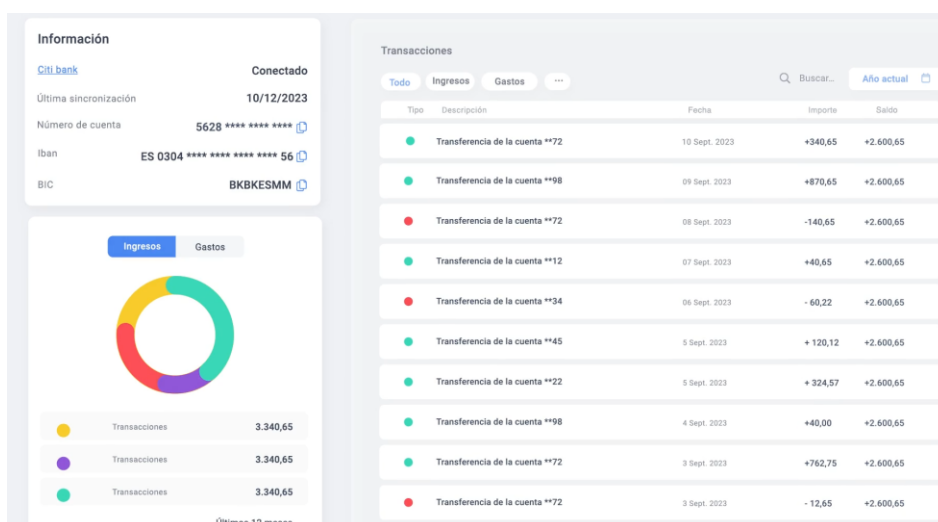 Información
Citi bank Conectado
Última sincronización 10/12/2023
Número de cuenta 5628 **** **** ****
Iban ES 0304 **** **** **** **** 56
BIC BKBKESMM
Ingresos Gastos
Transacciones 3.340,65
Transacciones 3.340,65
Transacciones 3.340,65
Últimos 12 meses
Transacciones
Todo Ingresos Gastos ... Buscar... Año actual
Tipo Descripción Fecha Importe Saldo
Transferencia de la cuenta **72 10 Sept. 2023 +340,65 +2.600,65
Transferencia de la cuenta **98 09 Sept. 2023 +870,65 +2.600,65
Transferencia de la cuenta **72 08 Sept. 2023 -140,65 +2.600,65
Transferencia de la cuenta **12 07 Sept. 2023 +40,65 +2.600,65
Transferencia de la cuenta **34 06 Sept. 2023 - 60,22 +2.600,65
Transferencia de la cuenta **45 5 Sept. 2023 + 120,12 +2.600,65
Transferencia de la cuenta **22 5 Sept. 2023 + 324,57 +2.600,65
Transferencia de la cuenta **98 4 Sept. 2023 +40,00 +2.600,65
Transferencia de la cuenta **72 3 Sept. 2023 +762,75 +2.600,65
Transferencia de la cuenta **72 3 Sept. 2023 - 12,65 +2.600,65